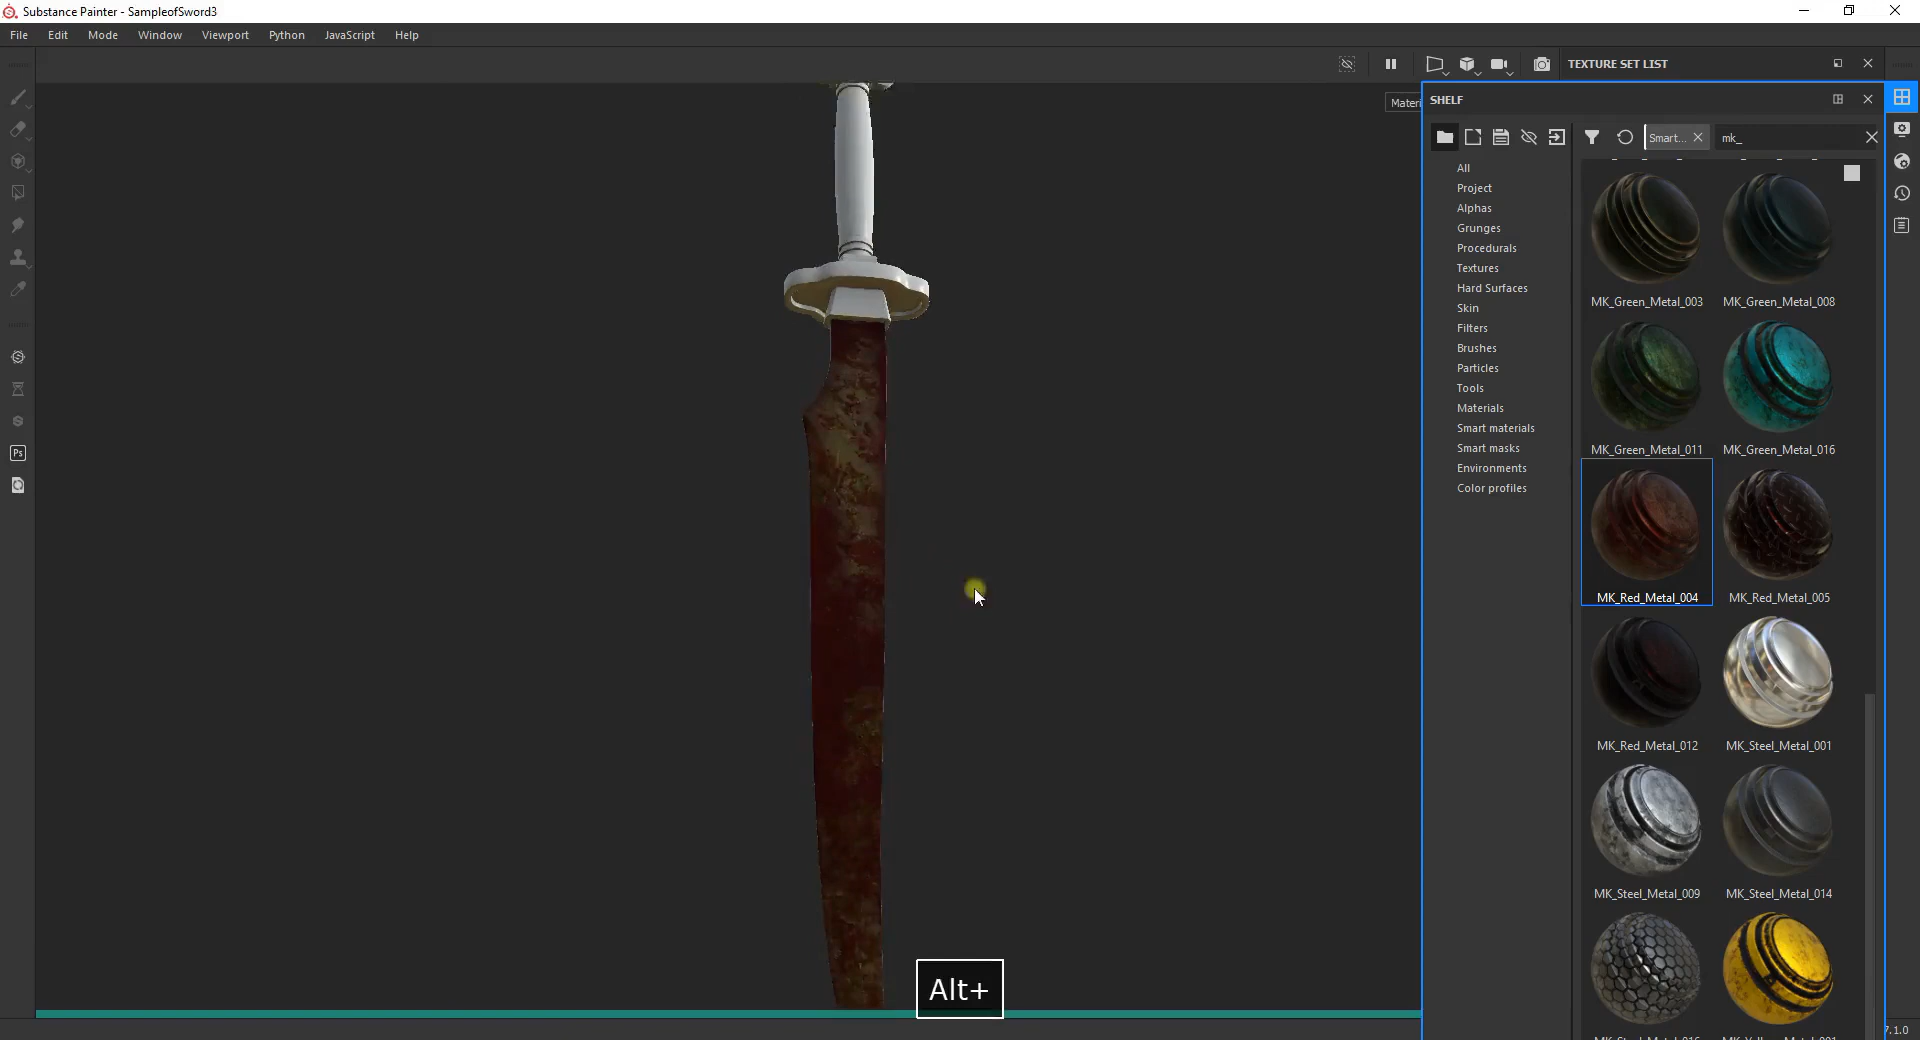 Substance Painter - SampleofSword3
File Edit Mode Window Viewport Python JavaScript Help
TEXTURE SET LIST
Materi
SHELF
Smart... mk_
All
Project
Alphas
Grunges
Procedurals
Textures
Hard Surfaces
Skin
Filters
Brushes
Particles
Tools
Materials
Smart materials
Smart masks
Environments
Color profiles
MK_Green_Metal_003 MK_Green_Metal_008
MK_Green_Metal_011 MK_Green_Metal_016
MK_Red_Metal_004 MK_Red_Metal_005
MK_Red_Metal_012 MK_Steel_Metal_001
MK_Steel_Metal_009 MK_Steel_Metal_014
Ps
Alt+
7.1.0